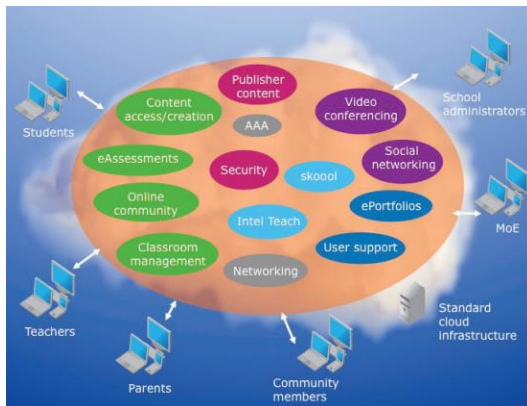 Publisher
content
Content
access/creation
Video
conferencing
School
administrators
Students
AAA
eAssessments
Security
skoool
Social
networking
Online
community
ePortfolios
Intel Teach
MoE
Classroom
management
User support
Networking
Teachers
Standard
cloud
infrastructure
Parents
Community
members